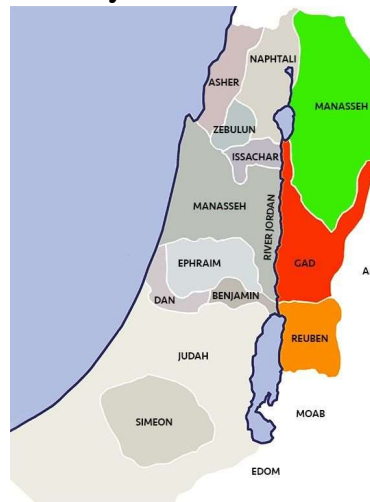 NAPHTALI
ASHER
MANASSEH
ZEBULUN
ISSACHAR
MANASSEH
RIVER JORDAN
EPHRAIM
GAD
DAN
BENJAMIN
REUBEN
JUDAH
MOAB
SIMEON
EDOM